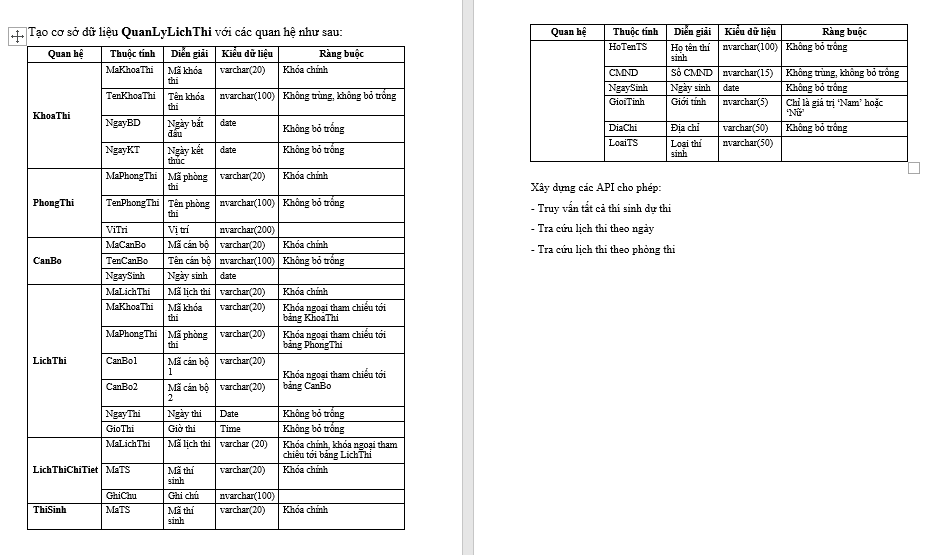 Tạo cơ sở dữ liệu QuanLyLichThi với các quan hệ như sau:
Quan hệ Thuộc tính Diễn giải Kiểu dữ liệu Ràng buộc
KhoaThi
MaKhoaThi Mã khóa thi varchar(20) Khóa chính
TenKhoaThi Tên khóa thi nvarchar(100) Không trùng, không bỏ trống
NgayBD Ngày bắt đầu date Không bỏ trống
NgayKT Ngày kết thúc date Không bỏ trống
PhongThi
MaPhongThi Mã phòng thi varchar(20) Khóa chính
TenPhongThi Tên phòng thi nvarchar(100) Không bỏ trống
ViTri Vị trí nvarchar(200)
CanBo
MaCanBo Mã cán bộ varchar(20) Khóa chính
TenCanBo Tên cán bộ nvarchar(100) Không bỏ trống
NgaySinh Ngày sinh date
LichThi
MaLichThi Mã lịch thi varchar(20) Khóa chính
MaKhoaThi Mã khóa thi varchar(20) Khóa ngoại tham chiếu tới bảng KhoaThi
MaPhongThi Mã phòng thi varchar(20) Khóa ngoại tham chiếu tới bảng PhongThi
CanBo1 Mã cán bộ 1 varchar(20) Khóa ngoại tham chiếu tới bảng CanBo
CanBo2 Mã cán bộ 2 varchar(20)
NgayThi Ngày thi Date Không bỏ trống
GioThi Giờ thi Time Không bỏ trống
LichThiChiTiet
MaLichThi Mã lịch thi varchar (20) Khóa chính, khóa ngoại tham chiếu tới bảng LichThi
MaTS Mã thí sinh varchar(20) Khóa chính
GhiChu Ghi chú nvarchar(100)
ThiSinh MaTS Mã thí sinh varchar(20) Khóa chính
Quan hệ Thuộc tính Diễn giải Kiểu dữ liệu Ràng buộc
HoTenTS Họ tên thí sinh nvarchar(100) Không bỏ trống
CMND Số CMND nvarchar(15) Không trùng, không bỏ trống
NgaySinh Ngày sinh date Không bỏ trống
GioiTinh Giới tính nvarchar(5) Chỉ là giá trị ‘Nam’ hoặc ‘Nữ’
DiaChi Địa chỉ varchar(50) Không bỏ trống
LoaiTS Loại thí sinh nvarchar(50)
Xây dựng các API cho phép:
- Truy vấn tất cả thí sinh dự thi
- Tra cứu lịch thi theo ngày
- Tra cứu lịch thi theo phòng thi